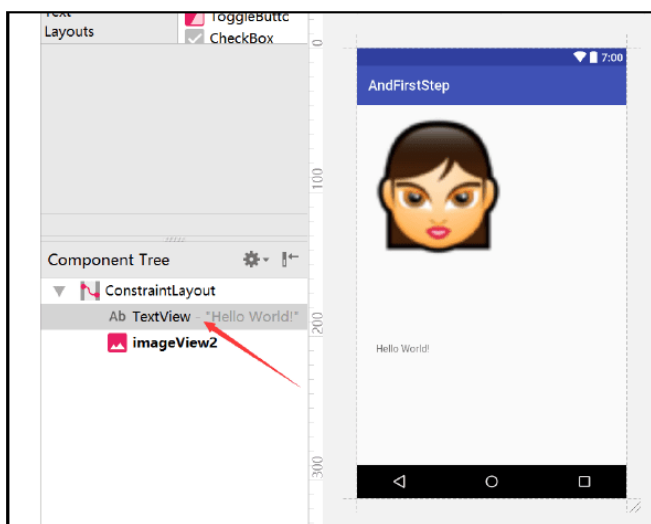 Text
ToggleButtc
Layouts
CheckBox
0
7:00
AndFirstStep
100
Component Tree
ConstraintLayout
Ab TextView - "Hello World!"
200
imageView2
Hello World!
300